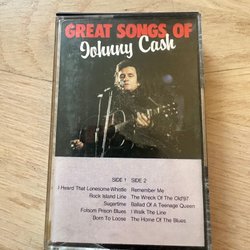 GREAT SONGS OF
Johnny Cash
SIDE 1
I Heard That Lonesome Whistle
Rock Island Line
Sugartime
Folsom Prison Blues
Born To Loose
SIDE 2
Remember Me
The Wreck Of The Old '97
Ballad Of A Teenage Queen
I Walk The Line
The Home Of The Blues